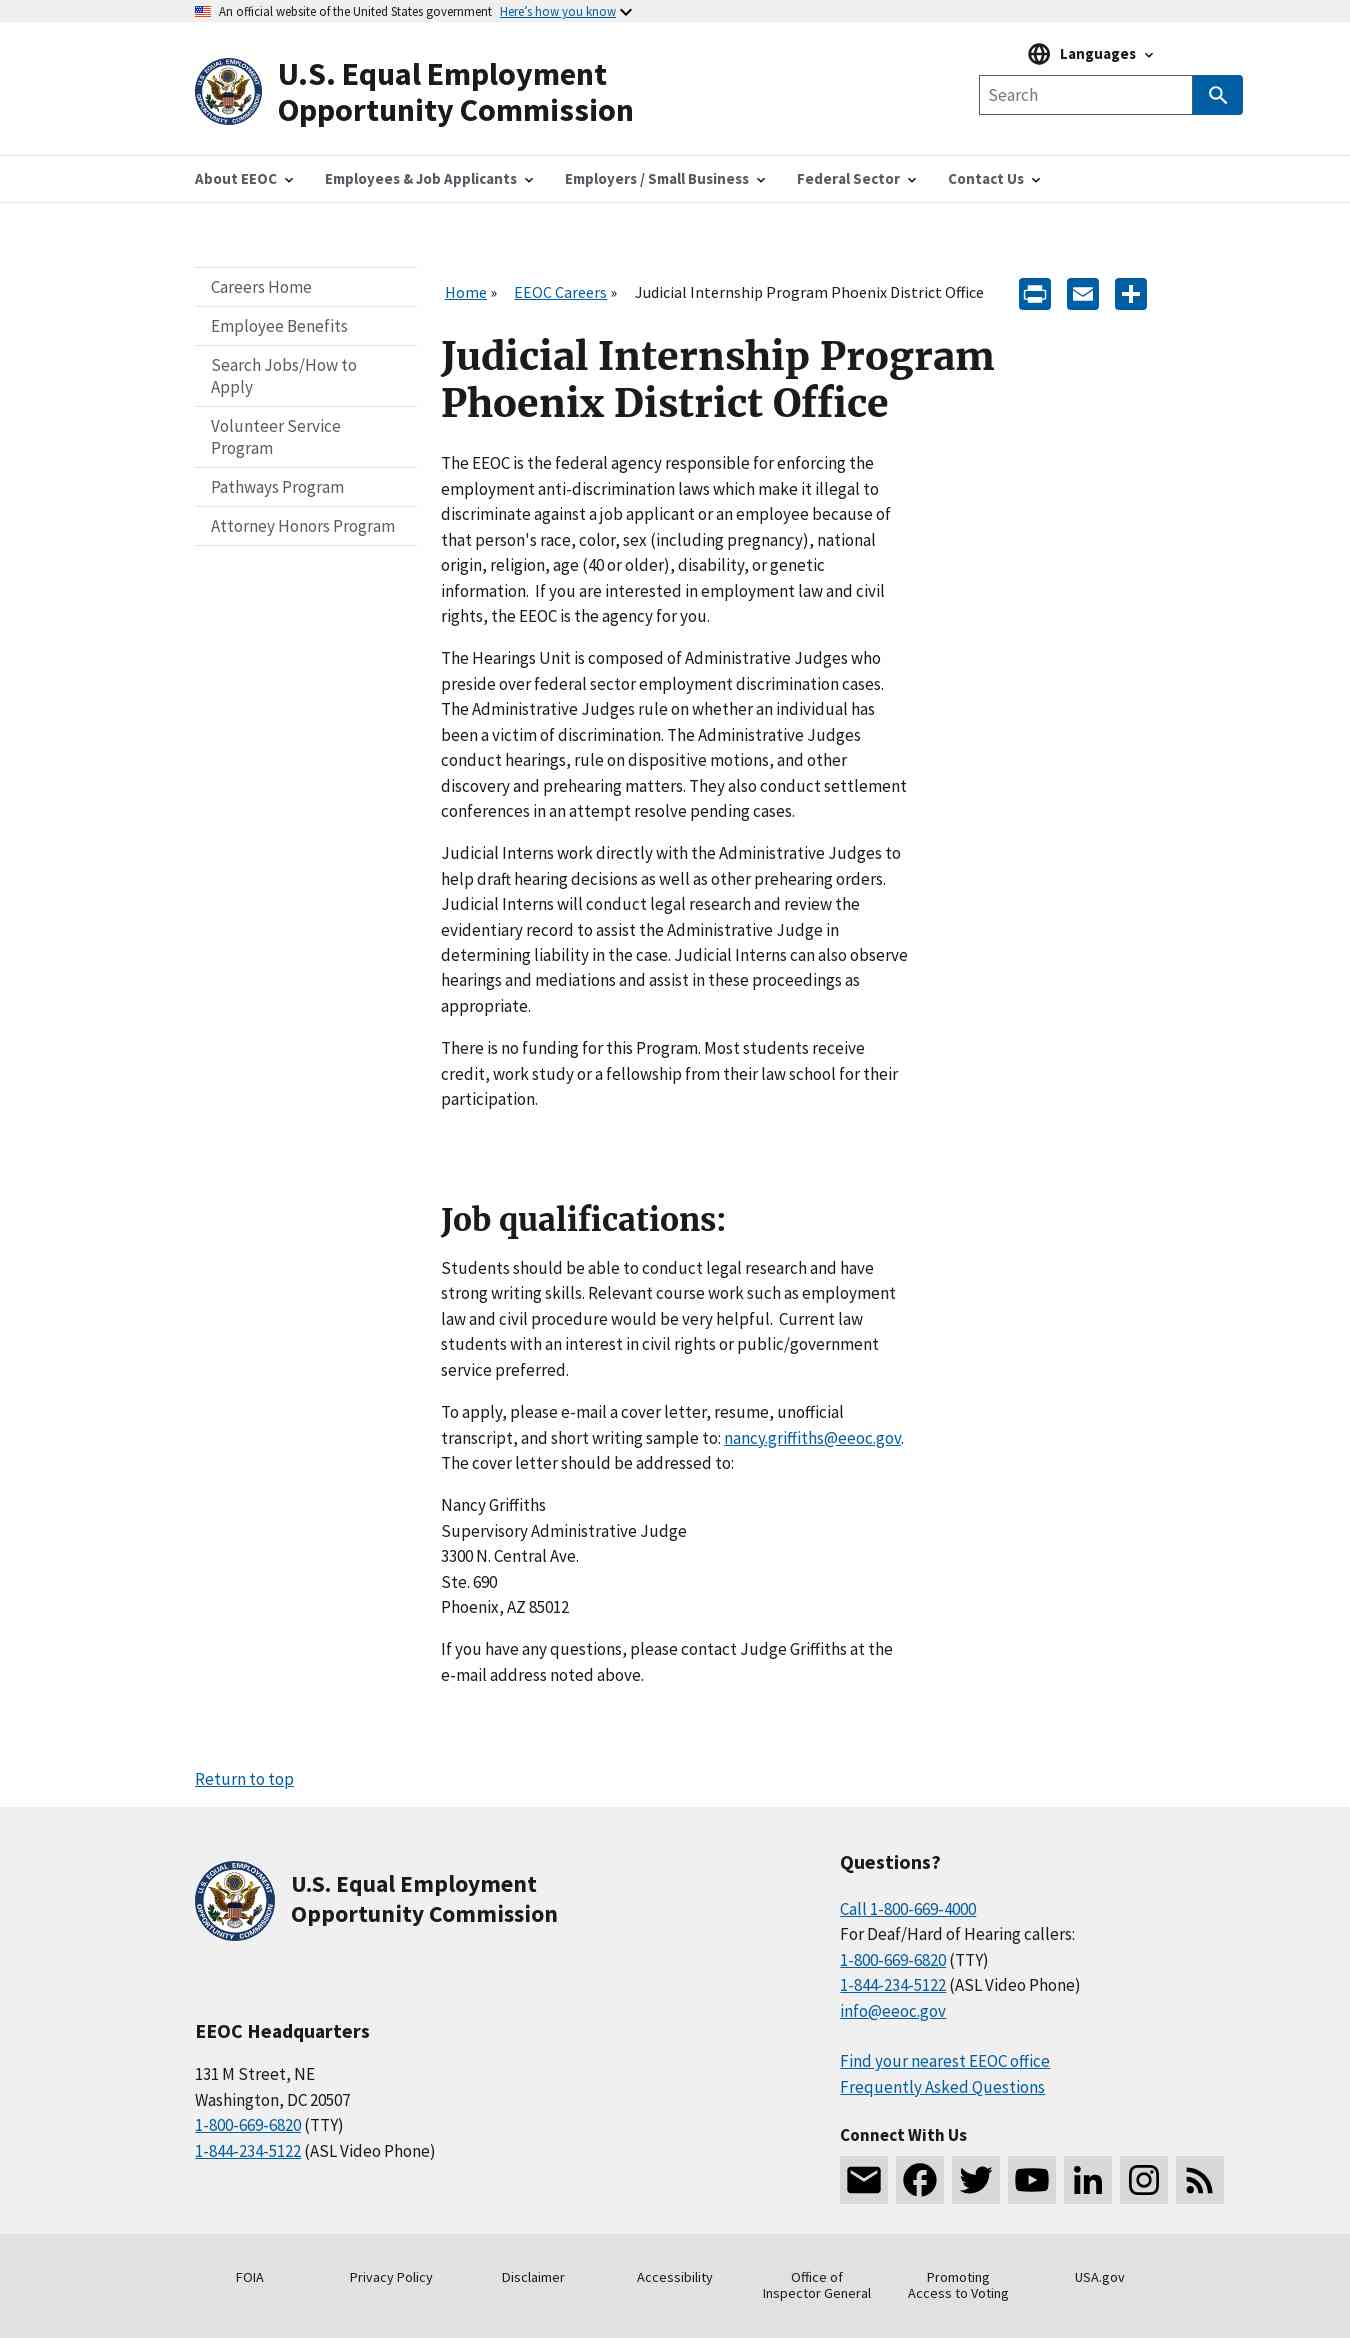 An official website of the United States government Here’s how you know
U.S. Equal Employment
Opportunity Commission
Languages
Search
About EEOC
Employees & Job Applicants
Employers / Small Business
Federal Sector
Contact Us
Careers Home
Employee Benefits
Search Jobs/How to
Apply
Volunteer Service
Program
Pathways Program
Attorney Honors Program
Home » EEOC Careers » Judicial Internship Program Phoenix District Office
Judicial Internship Program
Phoenix District Office
The EEOC is the federal agency responsible for enforcing the
employment anti-discrimination laws which make it illegal to
discriminate against a job applicant or an employee because of
that person's race, color, sex (including pregnancy), national
origin, religion, age (40 or older), disability, or genetic
information.  If you are interested in employment law and civil
rights, the EEOC is the agency for you.
The Hearings Unit is composed of Administrative Judges who
preside over federal sector employment discrimination cases.
The Administrative Judges rule on whether an individual has
been a victim of discrimination. The Administrative Judges
conduct hearings, rule on dispositive motions, and other
discovery and prehearing matters. They also conduct settlement
conferences in an attempt resolve pending cases.
Judicial Interns work directly with the Administrative Judges to
help draft hearing decisions as well as other prehearing orders.
Judicial Interns will conduct legal research and review the
evidentiary record to assist the Administrative Judge in
determining liability in the case. Judicial Interns can also observe
hearings and mediations and assist in these proceedings as
appropriate.
There is no funding for this Program. Most students receive
credit, work study or a fellowship from their law school for their
participation.
Job qualifications:
Students should be able to conduct legal research and have
strong writing skills. Relevant course work such as employment
law and civil procedure would be very helpful.  Current law
students with an interest in civil rights or public/government
service preferred.
To apply, please e-mail a cover letter, resume, unofficial
transcript, and short writing sample to: nancy.griffiths@eeoc.gov.
The cover letter should be addressed to:
Nancy Griffiths
Supervisory Administrative Judge
3300 N. Central Ave.
Ste. 690
Phoenix, AZ 85012
If you have any questions, please contact Judge Griffiths at the
e-mail address noted above.
Return to top
U.S. EQUAL EMPLOYMENT
OPPORTUNITY COMMISSION
U.S. Equal Employment
Opportunity Commission
EEOC Headquarters
131 M Street, NE
Washington, DC 20507
1-800-669-6820 (TTY)
1-844-234-5122 (ASL Video Phone)
Questions?
Call 1-800-669-4000
For Deaf/Hard of Hearing callers:
1-800-669-6820 (TTY)
1-844-234-5122 (ASL Video Phone)
info@eeoc.gov
Find your nearest EEOC office
Frequently Asked Questions
Connect With Us
FOIA
Privacy Policy
Disclaimer
Accessibility
Office of
Inspector General
Promoting
Access to Voting
USA.gov